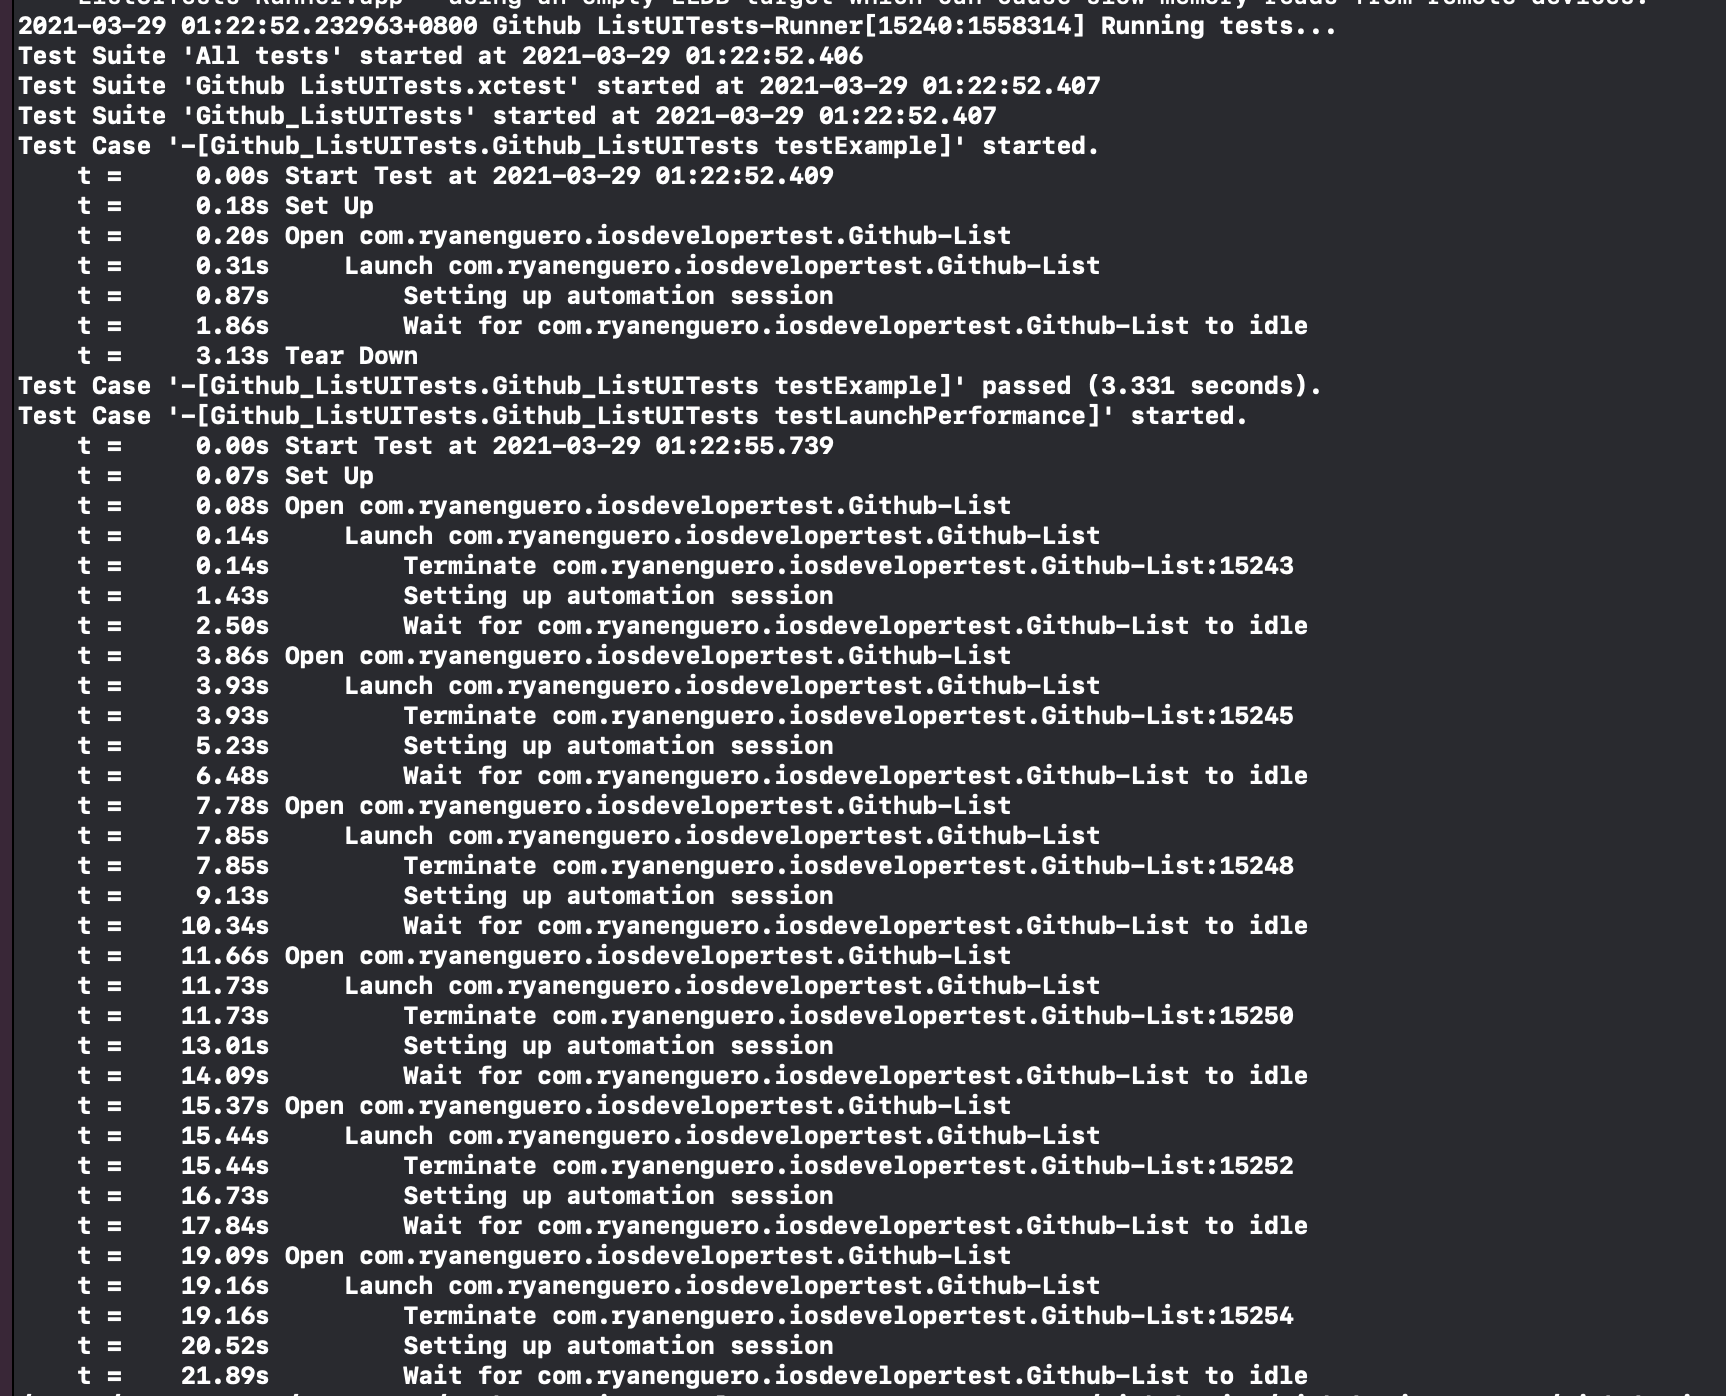 ListUITests-Runner.app" using an empty LLDB target which can cause slow memory reads from remote devices.
2021-03-29 01:22:52.232963+0800 Github ListUITests-Runner[15240:1558314] Running tests...
Test Suite 'All tests' started at 2021-03-29 01:22:52.406
Test Suite 'Github ListUITests.xctest' started at 2021-03-29 01:22:52.407
Test Suite 'Github_ListUITests' started at 2021-03-29 01:22:52.407
Test Case '-[Github_ListUITests.Github_ListUITests testExample]' started.
t = 0.00s Start Test at 2021-03-29 01:22:52.409
t = 0.18s Set Up
t = 0.20s Open com.ryanenguero.iosdevelopertest.Github-List
t = 0.31s Launch com.ryanenguero.iosdevelopertest.Github-List
t = 0.87s Setting up automation session
t = 1.86s Wait for com.ryanenguero.iosdevelopertest.Github-List to idle
t = 3.13s Tear Down
Test Case '-[Github_ListUITests.Github_ListUITests testExample]' passed (3.331 seconds).
Test Case '-[Github_ListUITests.Github_ListUITests testLaunchPerformance]' started.
t = 0.00s Start Test at 2021-03-29 01:22:55.739
t = 0.07s Set Up
t = 0.08s Open com.ryanenguero.iosdevelopertest.Github-List
t = 0.14s Launch com.ryanenguero.iosdevelopertest.Github-List
t = 0.14s Terminate com.ryanenguero.iosdevelopertest.Github-List:15243
t = 1.43s Setting up automation session
t = 2.50s Wait for com.ryanenguero.iosdevelopertest.Github-List to idle
t = 3.86s Open com.ryanenguero.iosdevelopertest.Github-List
t = 3.93s Launch com.ryanenguero.iosdevelopertest.Github-List
t = 3.93s Terminate com.ryanenguero.iosdevelopertest.Github-List:15245
t = 5.23s Setting up automation session
t = 6.48s Wait for com.ryanenguero.iosdevelopertest.Github-List to idle
t = 7.78s Open com.ryanenguero.iosdevelopertest.Github-List
t = 7.85s Launch com.ryanenguero.iosdevelopertest.Github-List
t = 7.85s Terminate com.ryanenguero.iosdevelopertest.Github-List:15248
t = 9.13s Setting up automation session
t = 10.34s Wait for com.ryanenguero.iosdevelopertest.Github-List to idle
t = 11.66s Open com.ryanenguero.iosdevelopertest.Github-List
t = 11.73s Launch com.ryanenguero.iosdevelopertest.Github-List
t = 11.73s Terminate com.ryanenguero.iosdevelopertest.Github-List:15250
t = 13.01s Setting up automation session
t = 14.09s Wait for com.ryanenguero.iosdevelopertest.Github-List to idle
t = 15.37s Open com.ryanenguero.iosdevelopertest.Github-List
t = 15.44s Launch com.ryanenguero.iosdevelopertest.Github-List
t = 15.44s Terminate com.ryanenguero.iosdevelopertest.Github-List:15252
t = 16.73s Setting up automation session
t = 17.84s Wait for com.ryanenguero.iosdevelopertest.Github-List to idle
t = 19.09s Open com.ryanenguero.iosdevelopertest.Github-List
t = 19.16s Launch com.ryanenguero.iosdevelopertest.Github-List
t = 19.16s Terminate com.ryanenguero.iosdevelopertest.Github-List:15254
t = 20.52s Setting up automation session
t = 21.89s Wait for com.ryanenguero.iosdevelopertest.Github-List to idle